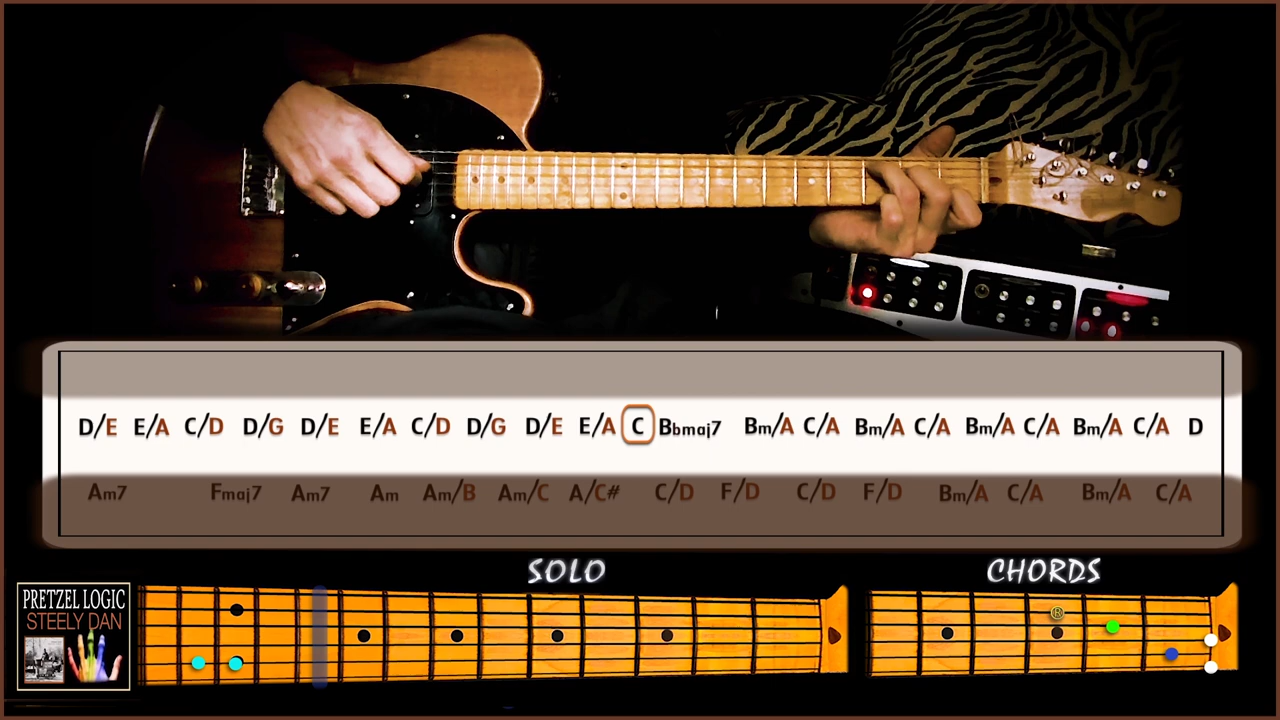 D/E E/A C/D D/G D/E E/A C/D D/G D/E E/A C Bbmaj7 Bm/A C/A Bm/A C/A Bm/A C/A Bm/A C/A D
Am7 Fmaj7 Am7 Am Am/B Am/C A/C# C/D F/D C/D F/D Bm/A C/A Bm/A C/A
SOLO CHORDS
PRETZEL LOGIC
STEELY DAN
R